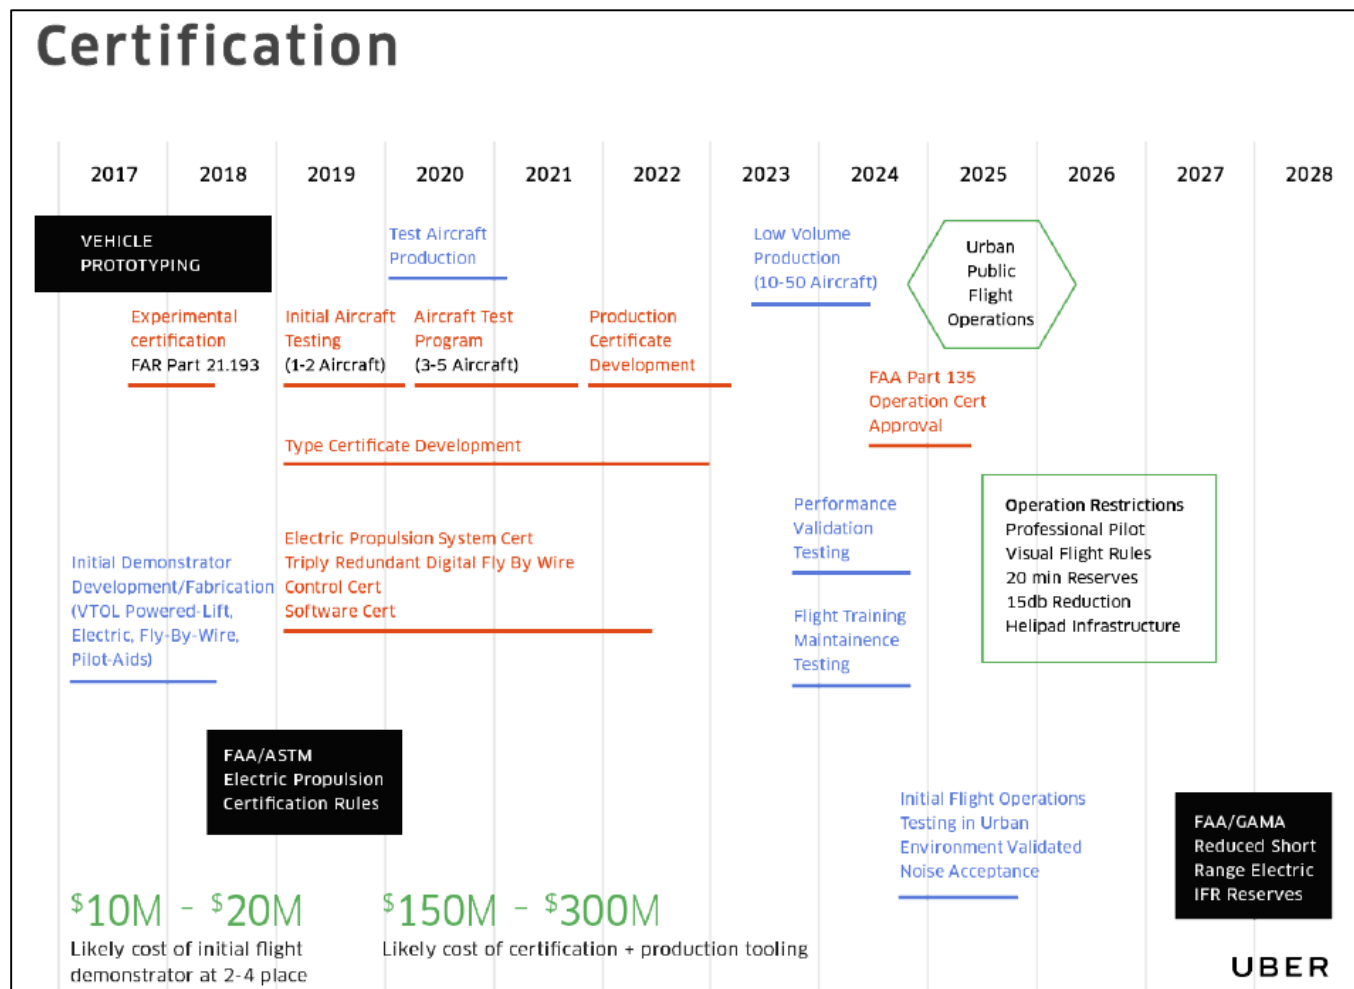 Certification
2017 2018 2019 2020 2021 2022 2023 2024 2025 2026 2027 2028
VEHICLE
PROTOTYPING
Test Aircraft
Production
Low Volume
Production
(10-50 Aircraft)
Urban
Public
Flight
Operations
Experimental
certification
FAR Part 21.193
Initial Aircraft
Testing
(1-2 Aircraft)
Aircraft Test
Program
(3-5 Aircraft)
Production
Certificate
Development
FAA Part 135
Operation Cert
Approval
Type Certificate Development
Operation Restrictions
Professional Pilot
Visual Flight Rules
20 min Reserves
15db Reduction
Helipad Infrastructure
Performance
Validation
Testing
Electric Propulsion System Cert
Triply Redundant Digital Fly By Wire
Control Cert
Software Cert
Initial Demonstrator
Development/Fabrication
(VTOL Powered-Lift,
Electric, Fly-By-Wire,
Pilot-Aids)
Flight Training
Maintainence
Testing
FAA/ASTM
Electric Propulsion
Certification Rules
Initial Flight Operations
Testing in Urban
Environment Validated
Noise Acceptance
FAA/GAMA
Reduced Short
Range Electric
IFR Reserves
$10M - $20M
Likely cost of initial flight
demonstrator at 2-4 place
$150M - $300M
Likely cost of certification + production tooling
UBER